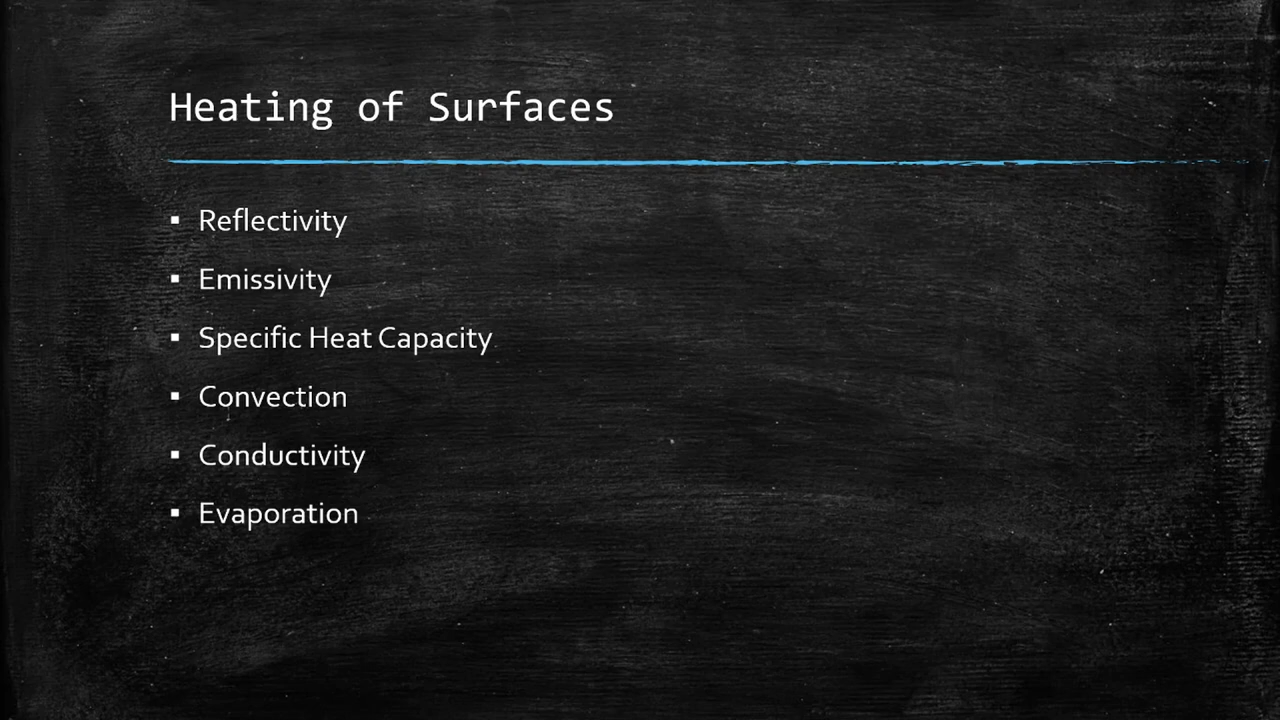 Heating of Surfaces
▪ Reflectivity
▪ Emissivity
▪ Specific Heat Capacity
▪ Convection
▪ Conductivity
▪ Evaporation